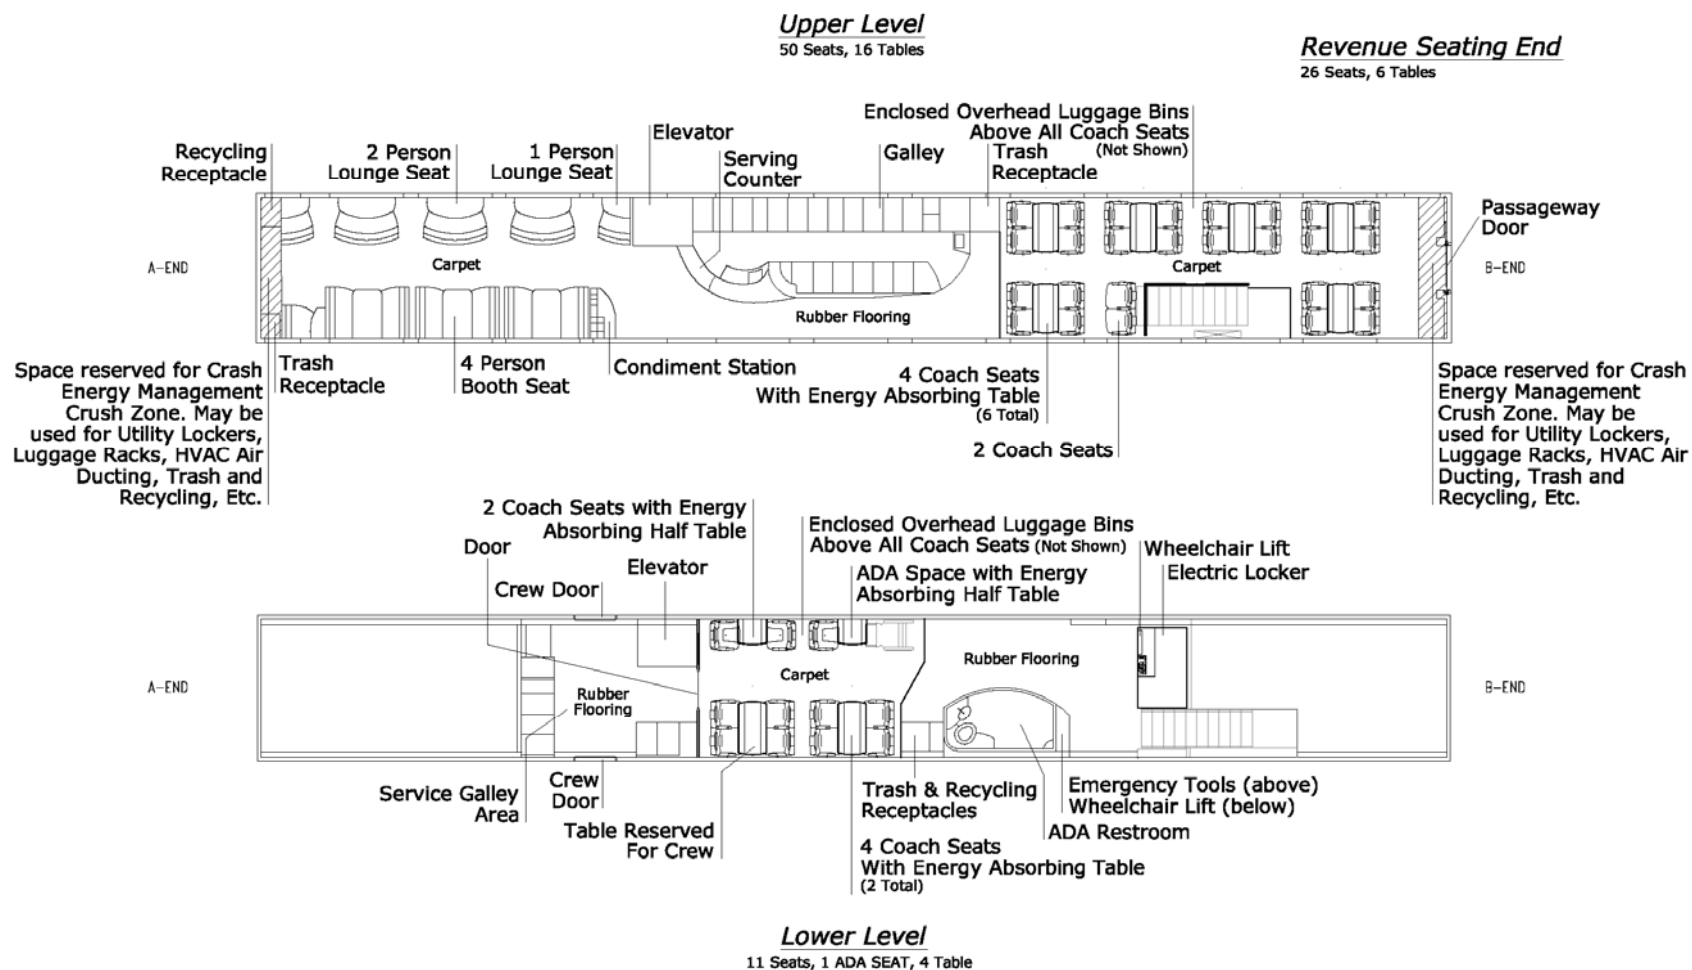 Upper Level
50 Seats, 16 Tables
Revenue Seating End
26 Seats, 6 Tables
Recycling
Receptacle
2 Person
Lounge Seat
1 Person
Lounge Seat
Elevator
Serving
Counter
Galley
Enclosed Overhead Luggage Bins
Above All Coach Seats
(Not Shown)
Trash
Receptacle
Passageway
Door
A-END
Carpet
Rubber Flooring
Carpet
B-END
Space reserved for Crash
Energy Management
Crush Zone. May be
used for Utility Lockers,
Luggage Racks, HVAC Air
Ducting, Trash and
Recycling, Etc.
Trash
Receptacle
4 Person
Booth Seat
Condiment Station
4 Coach Seats
With Energy Absorbing Table
(6 Total)
2 Coach Seats
Space reserved for Crash
Energy Management
Crush Zone. May be
used for Utility Lockers,
Luggage Racks, HVAC Air
Ducting, Trash and
Recycling, Etc.
2 Coach Seats with Energy
Absorbing Half Table
Door
Crew Door
Elevator
Enclosed Overhead Luggage Bins
Above All Coach Seats (Not Shown)
ADA Space with Energy
Absorbing Half Table
Wheelchair Lift
Electric Locker
A-END
Rubber
Flooring
Carpet
Rubber Flooring
B-END
Service Galley
Area
Crew
Door
Table Reserved
For Crew
Trash & Recycling
Receptacles
4 Coach Seats
With Energy Absorbing Table
(2 Total)
Emergency Tools (above)
Wheelchair Lift (below)
ADA Restroom
Lower Level
11 Seats, 1 ADA SEAT, 4 Table